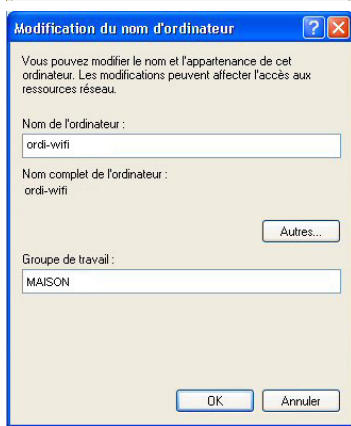 Modification du nom d'ordinateur
Vous pouvez modifier le nom et l'appartenance de cet
ordinateur. Les modifications peuvent affecter l'accès aux
ressources réseau.
Nom de l'ordinateur :
ordi-wifi
Nom complet de l'ordinateur :
ordi-wifi
Autres...
Groupe de travail :
MAISON
OK Annuler